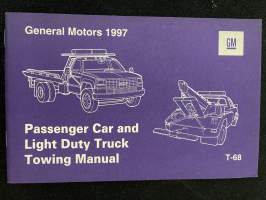 General Motors 1997
GM
Passenger Car and
Light Duty Truck
Towing Manual
T-68